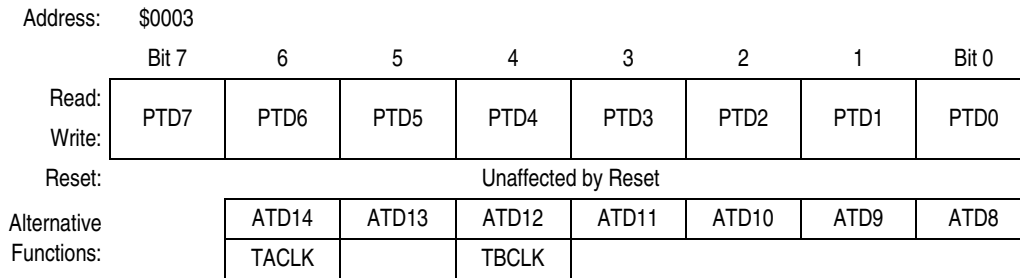 Address: $0003
Bit 7 6 5 4 3 2 1 Bit 0
Read:
PTD7 PTD6 PTD5 PTD4 PTD3 PTD2 PTD1 PTD0
Write:
Reset: Unaffected by Reset
Alternative Functions: ATD14 ATD13 ATD12 ATD11 ATD10 ATD9 ATD8
TACLK TBCLK